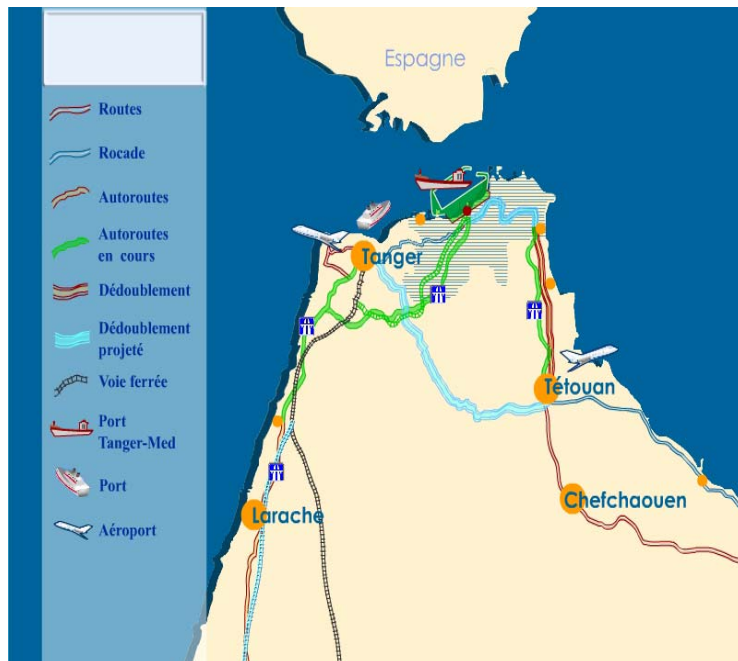 Espagne
Routes
Rocade
Autoroutes
Autoroutes
en cours
Dédoublement
Dédoublement
projeté
Voie ferrée
Port
Tanger-Med
Port
Aéroport
Tanger
Tétouan
Chefchaouen
Larache